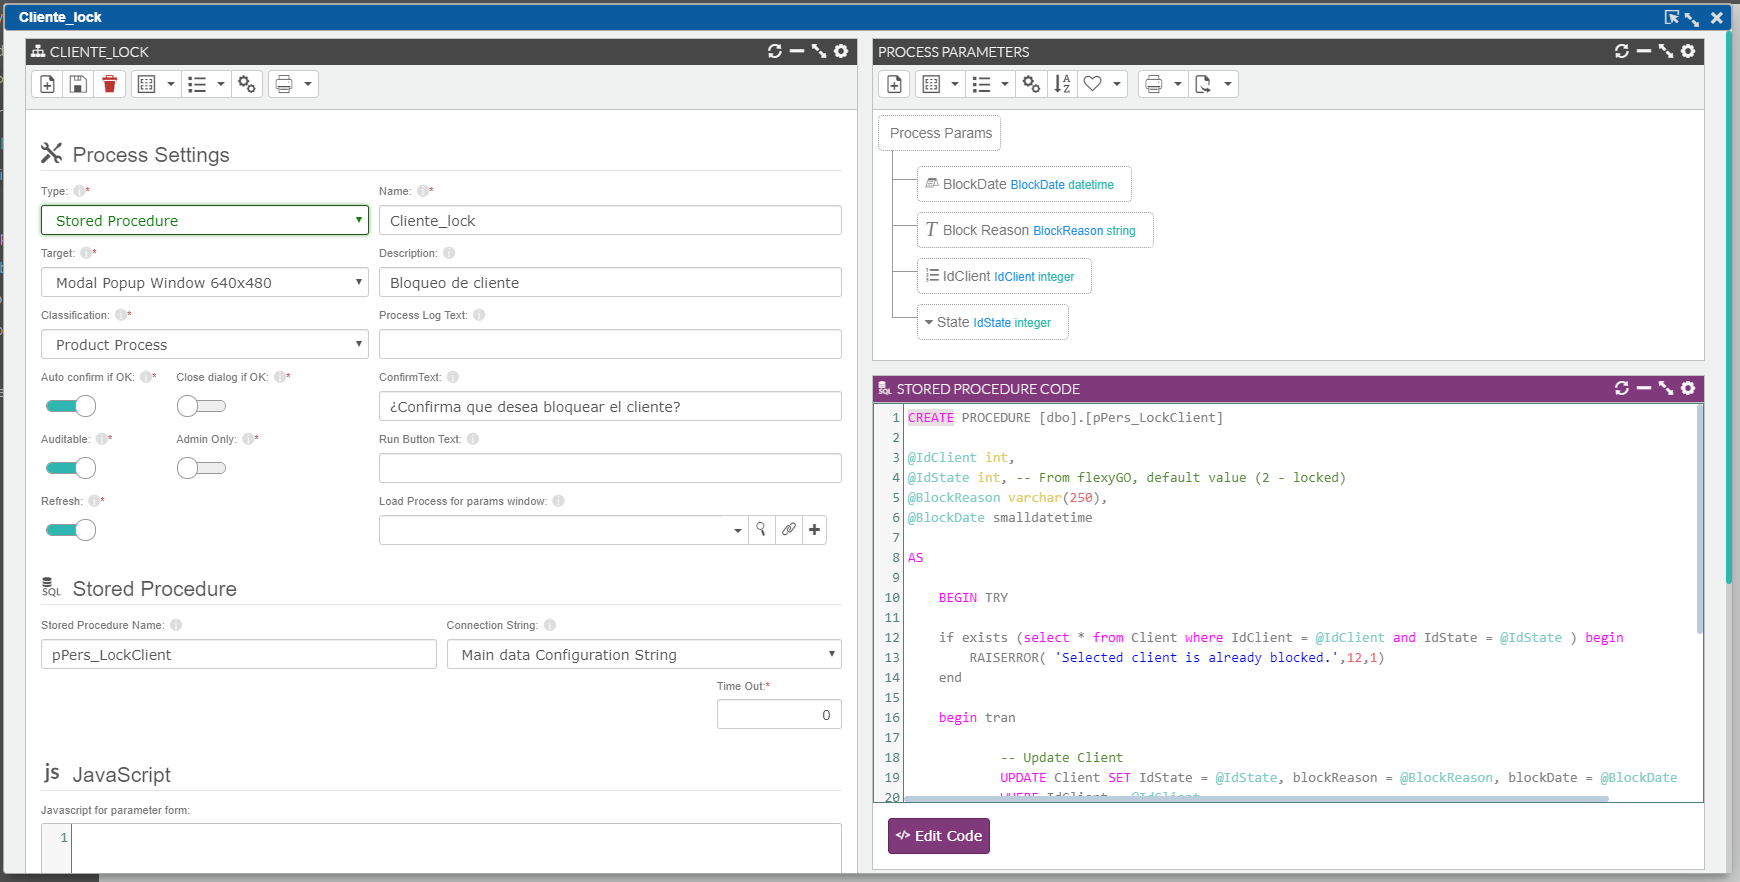 Cliente_lock
CLIENTE_LOCK
Process Settings
Type: *
Name: *
Stored Procedure
Cliente_lock
Target: *
Description:
Modal Popup Window 640x480
Bloqueo de cliente
Classification: *
Process Log Text:
Product Process
Auto confirm if OK: *
Close dialog if OK: *
ConfirmText:
¿Confirma que desea bloquear el cliente?
Auditable: *
Admin Only: *
Run Button Text:
Refresh: *
Load Process for params window:
SQL Stored Procedure
Stored Procedure Name:
Connection String:
pPers_LockClient
Main data Configuration String
Time Out:*
0
js JavaScript
Javascript for parameter form:
1
PROCESS PARAMETERS
Process Params
BlockDate BlockDate datetime
T Block Reason BlockReason string
IdClient IdClient integer
State IdState integer
SQL STORED PROCEDURE CODE
1 CREATE PROCEDURE [dbo].[pPers_LockClient]
2
3 @IdClient int,
4 @IdState int, -- From flexyGO, default value (2 - locked)
5 @BlockReason varchar(250),
6 @BlockDate smalldatetime
7
8 AS
9
10 BEGIN TRY
11
12 if exists (select * from Client where IdClient = @IdClient and IdState = @IdState ) begin
13 RAISERROR( 'Selected client is already blocked.',12,1)
14 end
15
16 begin tran
17
18 -- Update Client
19 UPDATE Client SET IdState = @IdState, blockReason = @BlockReason, blockDate = @BlockDate
20 WHERE IdClient = @IdClient
</> Edit Code